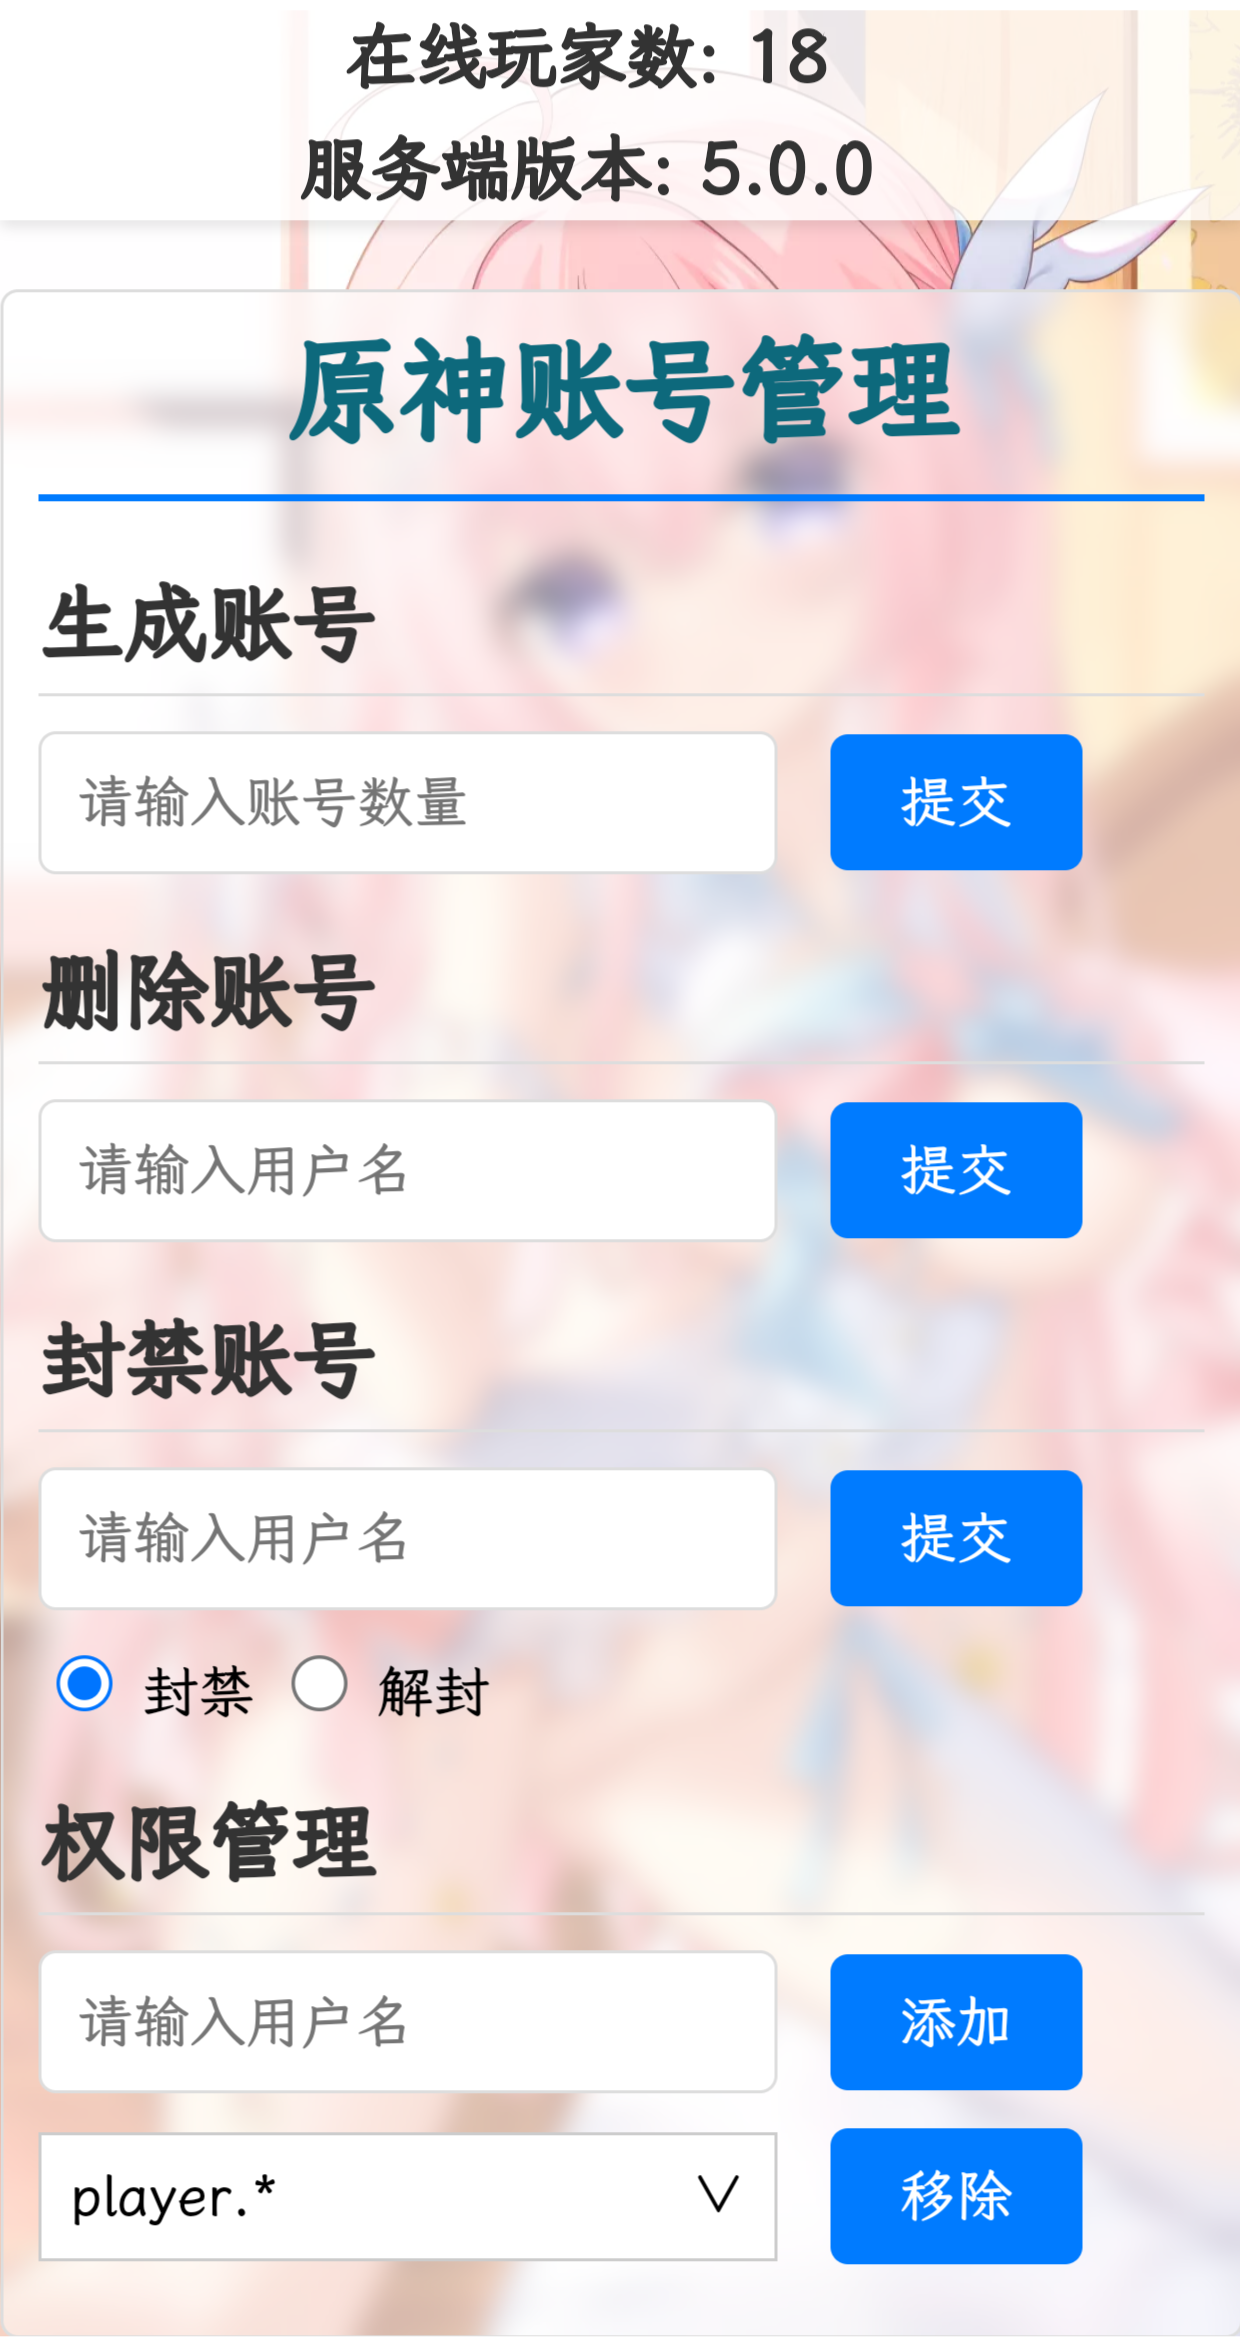 在线玩家数: 18
服务端版本: 5.0.0
原神账号管理
生成账号
请输入账号数量 提交
删除账号
请输入用户名 提交
封禁账号
请输入用户名 提交
封禁 解封
权限管理
请输入用户名 添加
player.* 移除